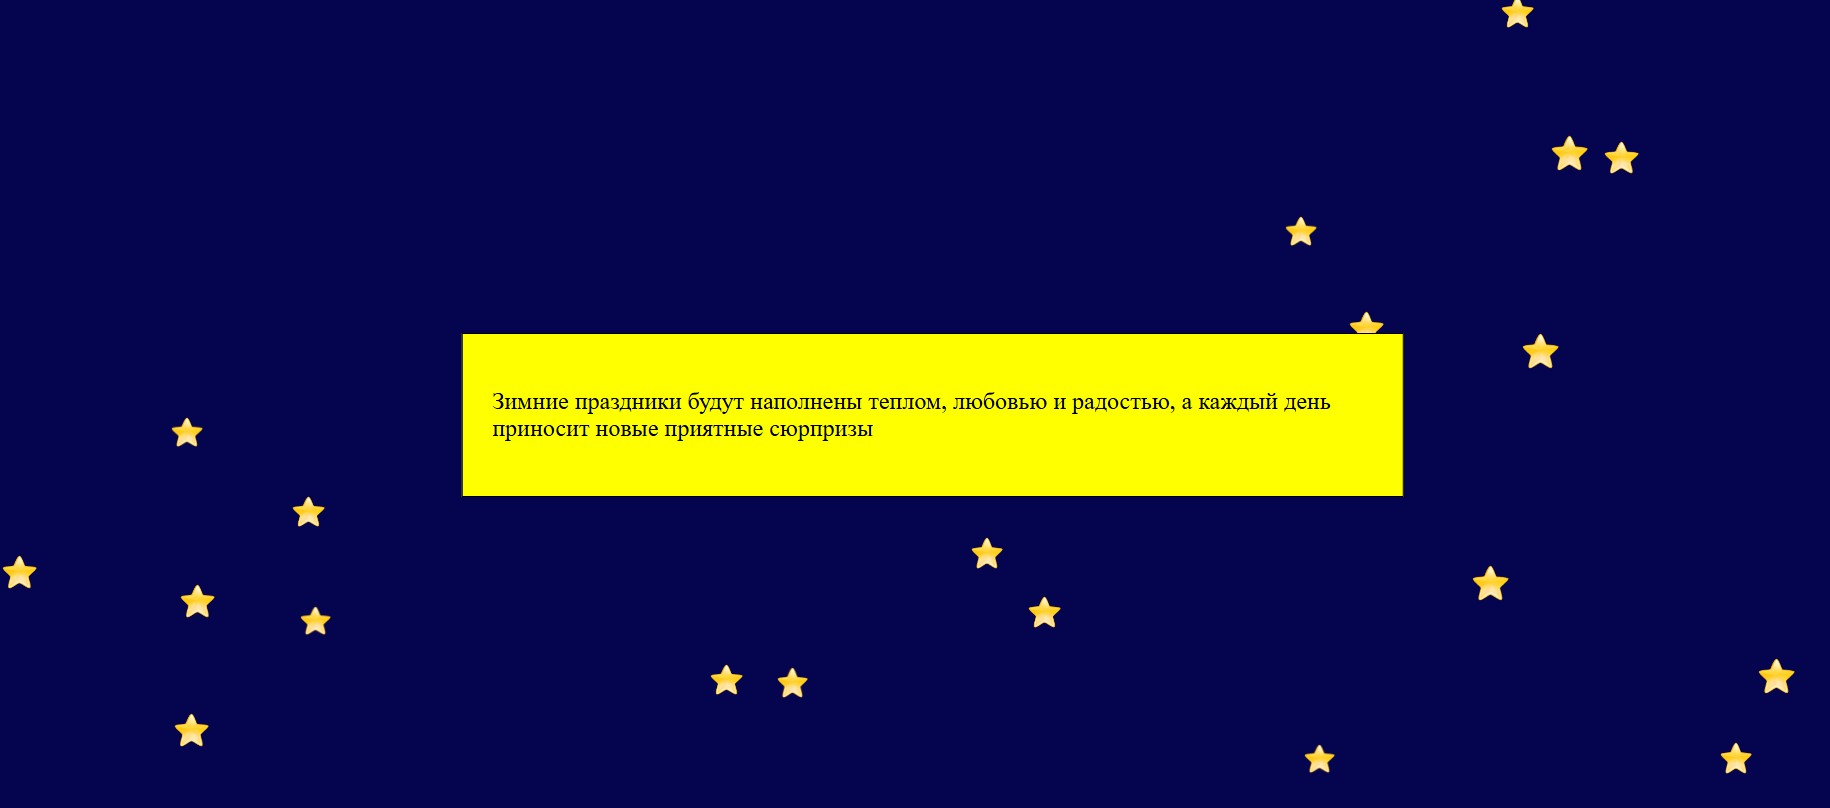 Зимние праздники будут наполнены теплом, любовью и радостью, а каждый день
приносит новые приятные сюрпризы